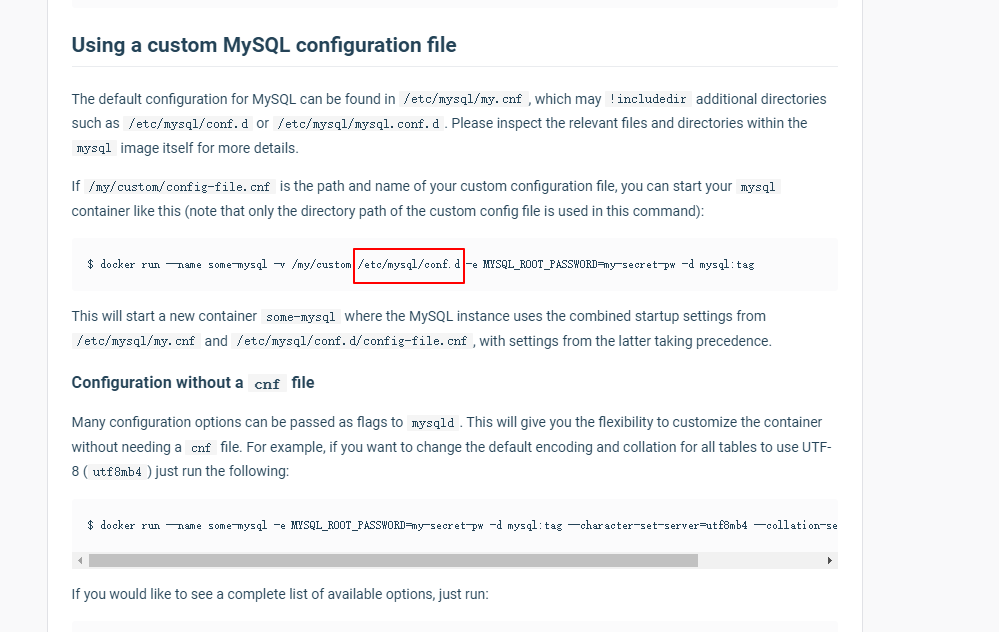 Using a custom MySQL configuration file
The default configuration for MySQL can be found in /etc/mysql/my.cnf , which may !includedir additional directories
such as /etc/mysql/conf.d or /etc/mysql/mysql.conf.d . Please inspect the relevant files and directories within the
mysql image itself for more details.
If /my/custom/config-file.cnf is the path and name of your custom configuration file, you can start your mysql
container like this (note that only the directory path of the custom config file is used in this command):
$ docker run --name some-mysql -v /my/custom /etc/mysql/conf.d -e MYSQL_ROOT_PASSWORD=my-secret-pw -d mysql:tag
This will start a new container some-mysql where the MySQL instance uses the combined startup settings from
/etc/mysql/my.cnf and /etc/mysql/conf.d/config-file.cnf , with settings from the latter taking precedence.
Configuration without a cnf file
Many configuration options can be passed as flags to mysqld . This will give you the flexibility to customize the container
without needing a cnf file. For example, if you want to change the default encoding and collation for all tables to use UTF-
8 ( utf8mb4 ) just run the following:
$ docker run --name some-mysql -e MYSQL_ROOT_PASSWORD=my-secret-pw -d mysql:tag --character-set-server=utf8mb4 --collation-se
If you would like to see a complete list of available options, just run: